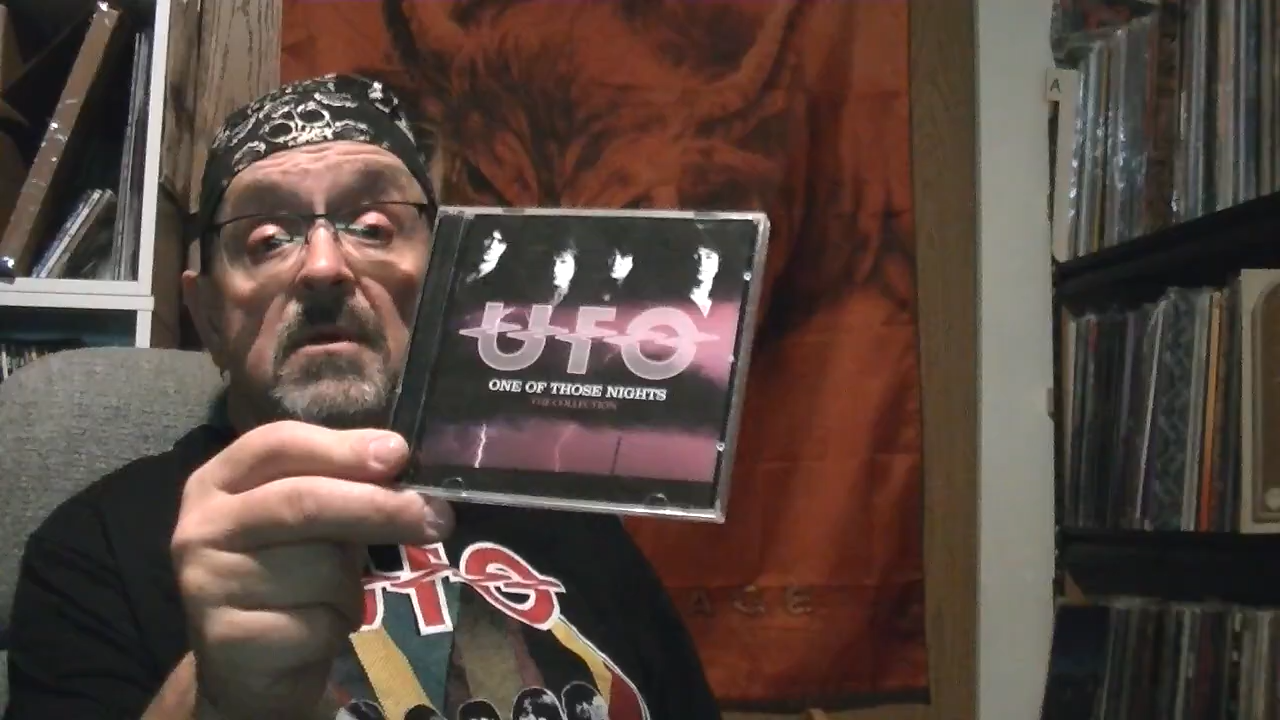 A
UFO
ONE OF THOSE NIGHTS
THE COLLECTION
UFO
A G E